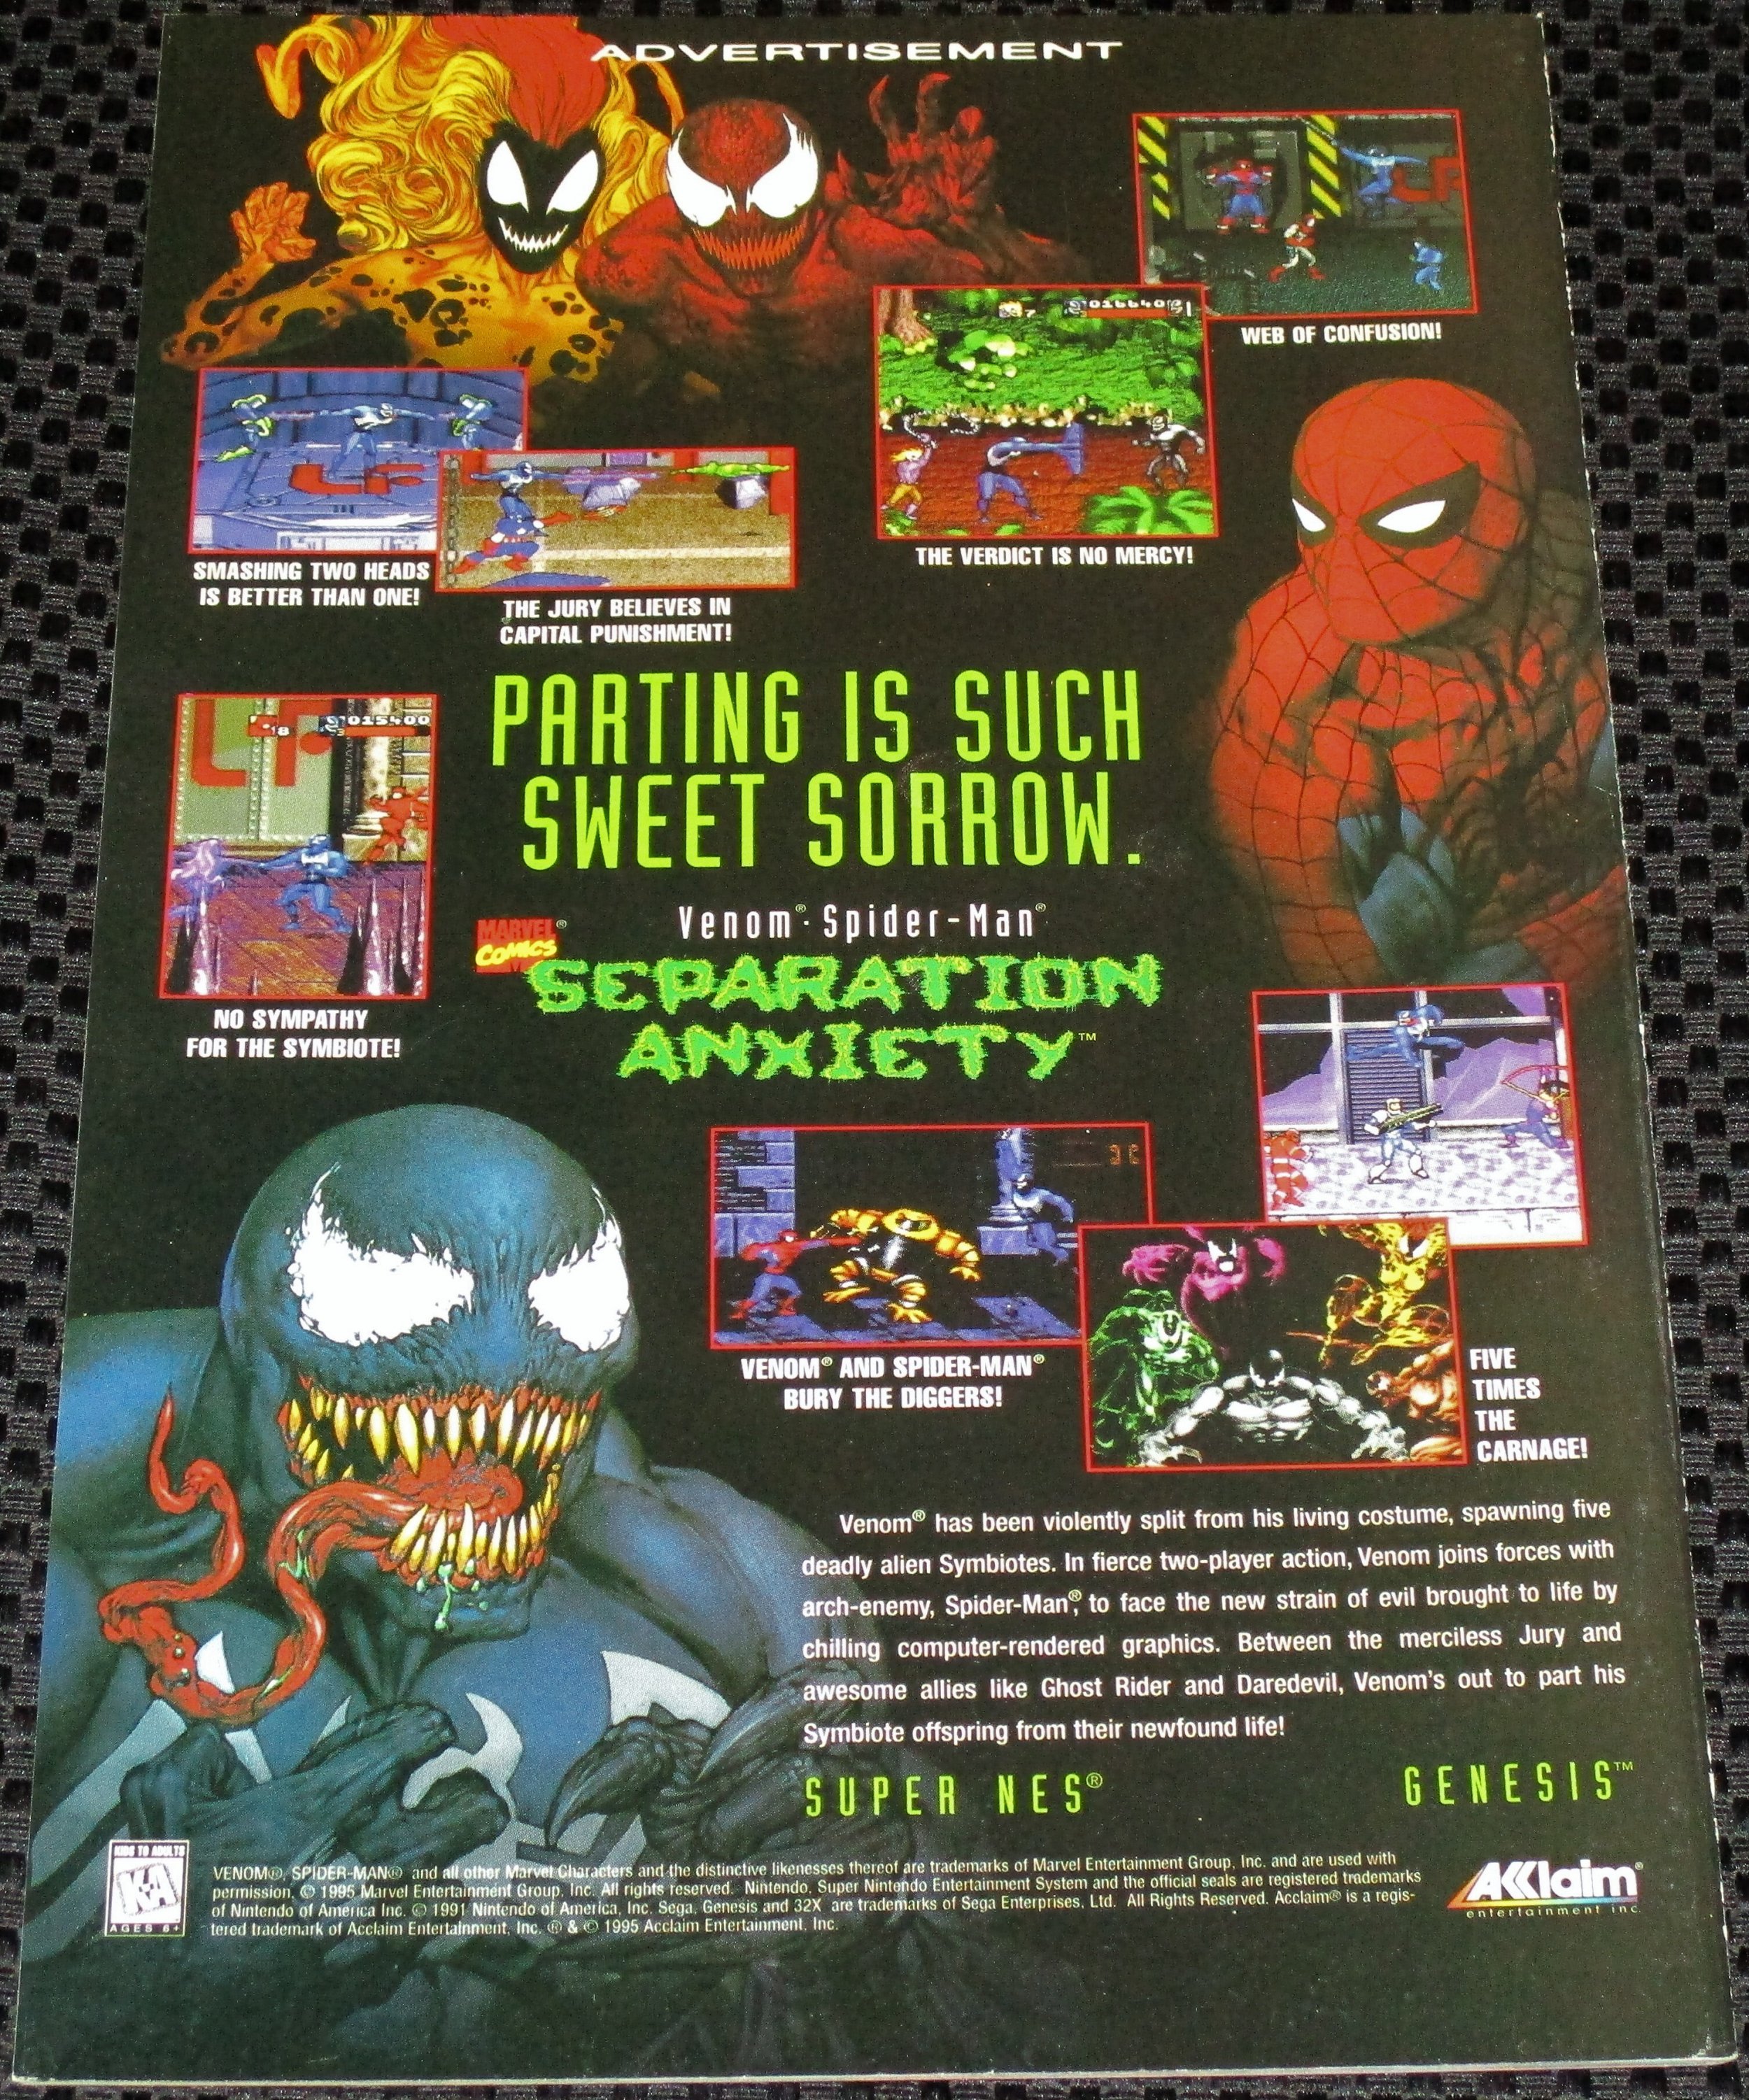 ADVERTISEMENT
WEB OF CONFUSION!
016640
7
THE VERDICT IS NO MERCY!
SMASHING TWO HEADS
IS BETTER THAN ONE!
THE JURY BELIEVES IN
CAPITAL PUNISHMENT!
PARTING IS SUCH
SWEET SORROW.
LF
18
015400
NO SYMPATHY
FOR THE SYMBIOTE!
Venom® · Spider-Man®
MARVEL®
COMICS
SEPARATION
ANXIETY™
VENOM® AND SPIDER-MAN®
BURY THE DIGGERS!
FIVE
TIMES
THE
CARNAGE!
Venom® has been violently split from his living costume, spawning five
deadly alien Symbiotes. In fierce two-player action, Venom joins forces with
arch-enemy, Spider-Man®, to face the new strain of evil brought to life by
chilling computer-rendered graphics. Between the merciless Jury and
awesome allies like Ghost Rider and Daredevil, Venom's out to part his
Symbiote offspring from their newfound life!
SUPER NES®
GENESIS™
KIDS TO ADULTS
K-A
AGES 6+
VENOM®, SPIDER-MAN® and all other Marvel Characters and the distinctive likenesses thereof are trademarks of Marvel Entertainment Group, Inc. and are used with
permission. © 1995 Marvel Entertainment Group, Inc. All rights reserved. Nintendo, Super Nintendo Entertainment System and the official seals are registered trademarks
of Nintendo of America Inc. © 1991 Nintendo of America, Inc. Sega, Genesis and 32X are trademarks of Sega Enterprises, Ltd. All Rights Reserved. Acclaim® is a regis-
tered trademark of Acclaim Entertainment, Inc. ® & © 1995 Acclaim Entertainment, Inc.
AKKlaim®
entertainment inc.